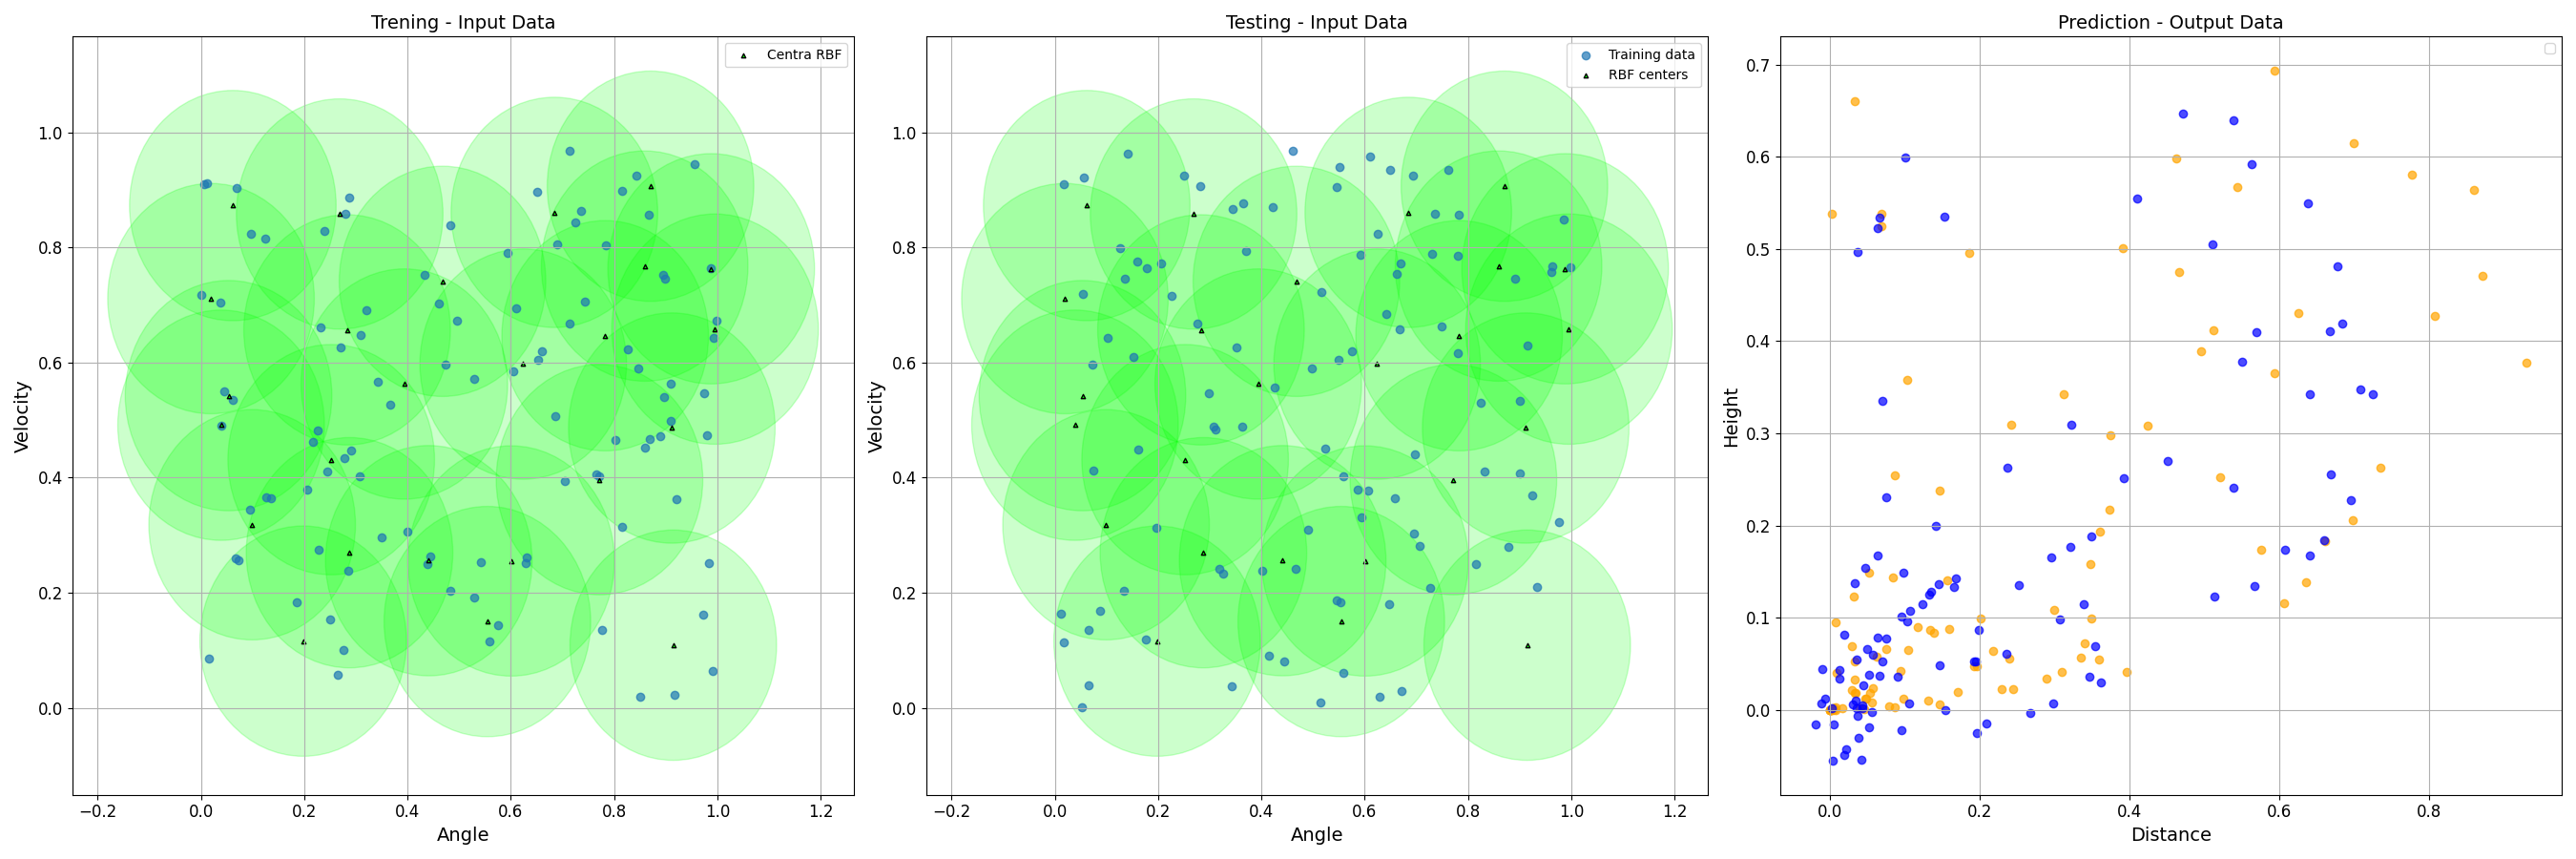 Trening - Input Data
Centra RBF
1.0
0.8
0.6
0.4
0.2
0.0
Velocity
−0.2 0.0 0.2 0.4 0.6 0.8 1.0 1.2
Angle
Testing - Input Data
Training data
RBF centers
1.0
0.8
0.6
0.4
0.2
0.0
Velocity
−0.2 0.0 0.2 0.4 0.6 0.8 1.0 1.2
Angle
Prediction - Output Data
0.7
0.6
0.5
0.4
0.3
0.2
0.1
0.0
Height
0.0 0.2 0.4 0.6 0.8
Distance